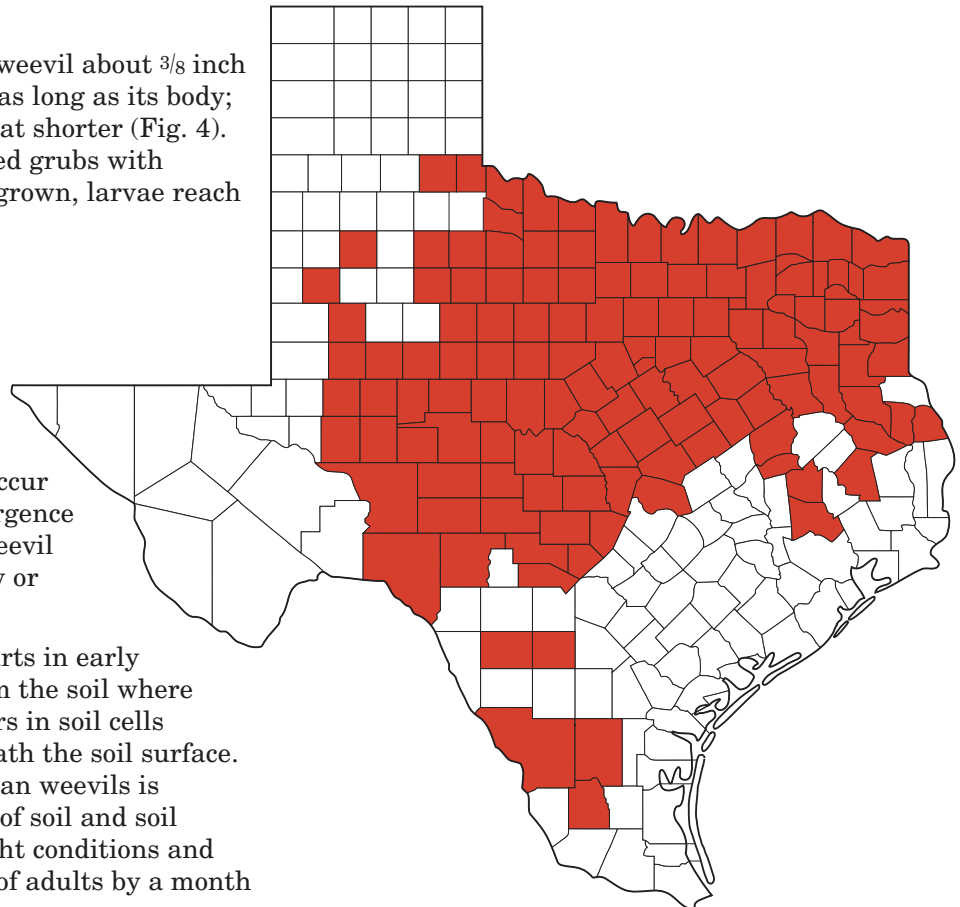 weevil about 3/8 inch
as long as its body;
at shorter (Fig. 4).
ed grubs with
grown, larvae reach
ccur
rgence
eevil
y or
arts in early
n the soil where
rs in soil cells
ath the soil surface.
an weevils is
of soil and soil
ht conditions and
of adults by a month